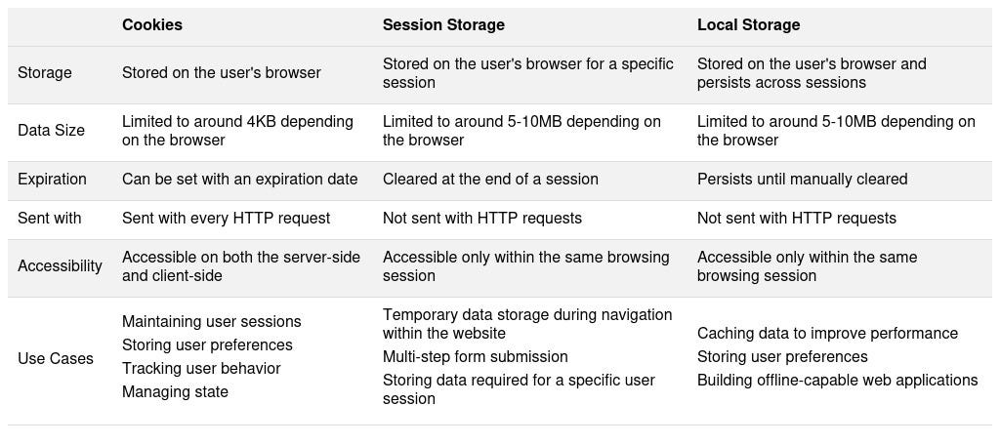 Cookies
Session Storage
Local Storage
Storage
Stored on the user's browser
Stored on the user's browser for a specific
session
Stored on the user's browser and
persists across sessions
Data Size
Limited to around 4KB depending
on the browser
Limited to around 5-10MB depending on
the browser
Limited to around 5-10MB depending on
the browser
Expiration
Can be set with an expiration date
Cleared at the end of a session
Persists until manually cleared
Sent with
Sent with every HTTP request
Not sent with HTTP requests
Not sent with HTTP requests
Accessibility
Accessible on both the server-side
and client-side
Accessible only within the same browsing
session
Accessible only within the same
browsing session
Use Cases
Maintaining user sessions
Storing user preferences
Tracking user behavior
Managing state
Temporary data storage during navigation
within the website
Multi-step form submission
Storing data required for a specific user
session
Caching data to improve performance
Storing user preferences
Building offline-capable web applications